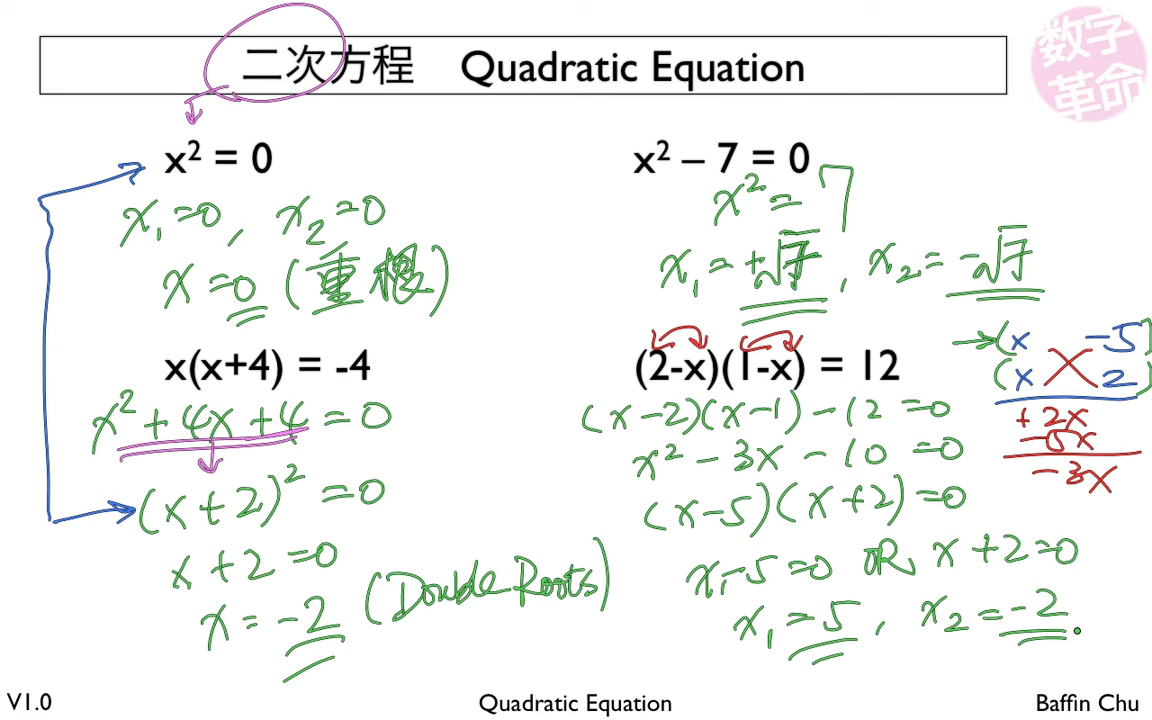 二次方程 Quadratic Equation
数字
革命
x² = 0
x₁ = 0, x₂ = 0
x = 0 (重根)
x² – 7 = 0
x² = 7
x₁ = +√7, x₂ = -√7
x(x+4) = -4
x² + 4x + 4 = 0
(x + 2)² = 0
x + 2 = 0
x = -2 (Double Roots)
(2-x)(1-x) = 12
(x-2)(x-1) - 12 = 0
x² - 3x - 10 = 0
(x-5)(x+2) = 0
x₁-5 = 0 OR x+2 = 0
x₁ = 5, x₂ = -2
(x -5)
(x 2)
+2x
-5x
-3x
V1.0 Quadratic Equation Baffin Chu